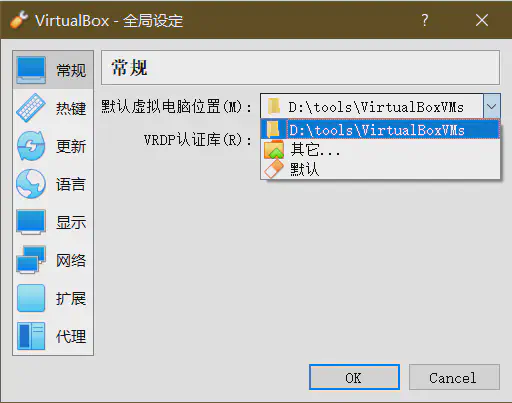 VirtualBox - 全局设定
常规
热键
更新
语言
显示
网络
扩展
代理
常规
默认虚拟电脑位置(M): D:\tools\VirtualBoxVMs
D:\tools\VirtualBoxVMs
其它...
默认
VRDP认证库(R):
OK Cancel